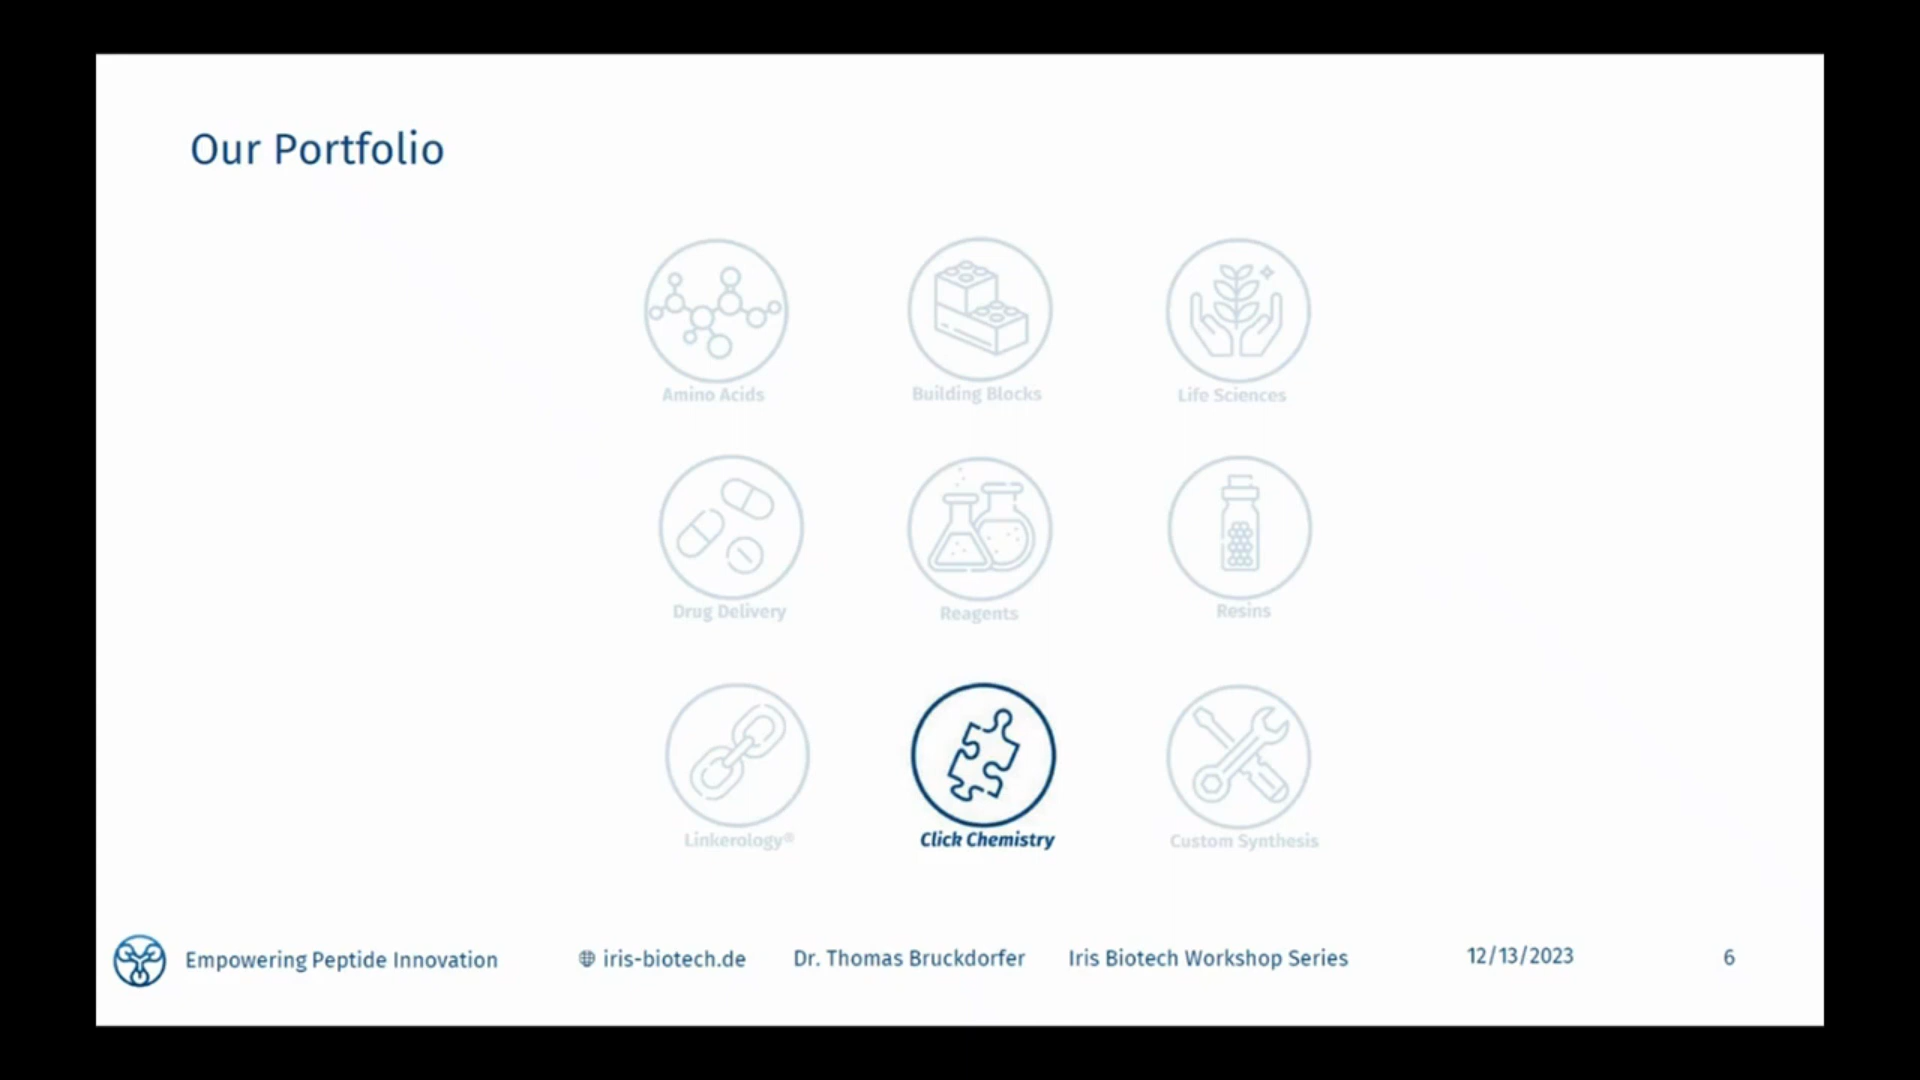 Our Portfolio
Amino Acids
Building Blocks
Life Sciences
Drug Delivery
Reagents
Resins
Linkerology®
Click Chemistry
Custom Synthesis
Empowering Peptide Innovation
iris-biotech.de
Dr. Thomas Bruckdorfer
Iris Biotech Workshop Series
12/13/2023
6